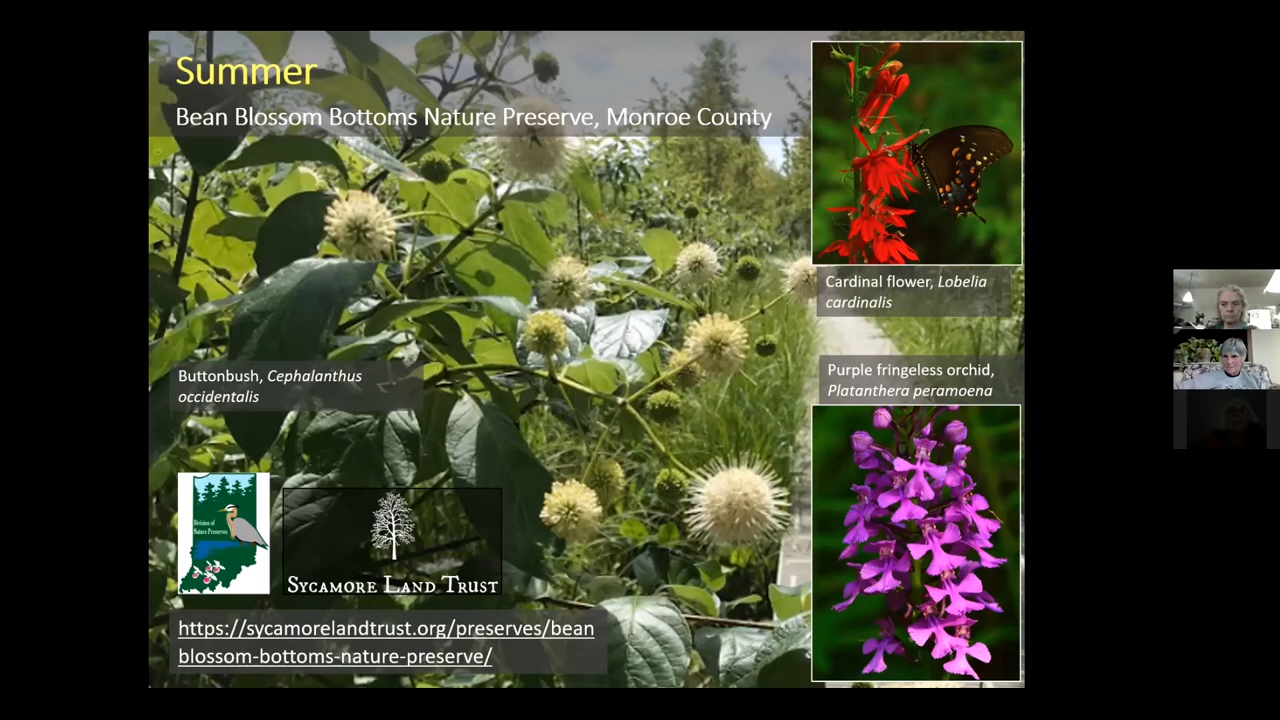 Summer
Bean Blossom Bottoms Nature Preserve, Monroe County
Cardinal flower, Lobelia
cardinalis
Purple fringeless orchid,
Platanthera peramoena
Buttonbush, Cephalanthus
occidentalis
Division of
Nature Preserves
SYCAMORE LAND TRUST
https://sycamorelandtrust.org/preserves/bean
blossom-bottoms-nature-preserve/